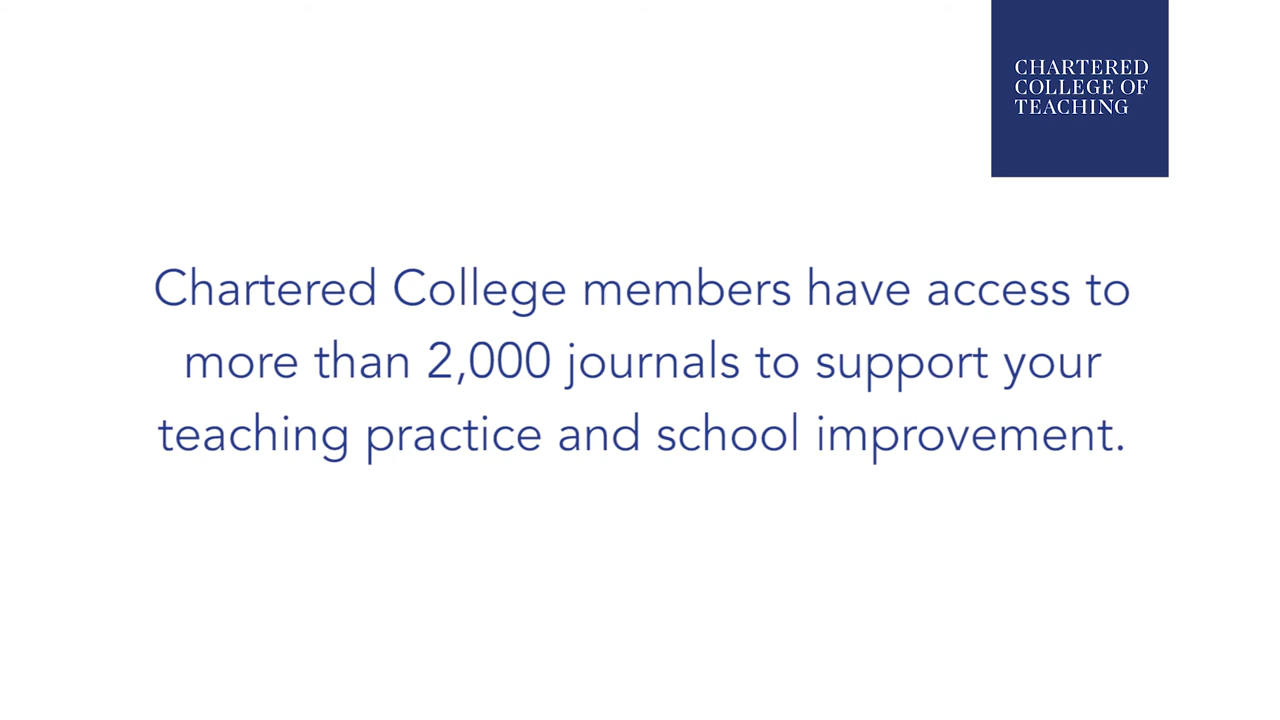 CHARTERED
COLLEGE OF
TEACHING
Chartered College members have access to
more than 2,000 journals to support your
teaching practice and school improvement.